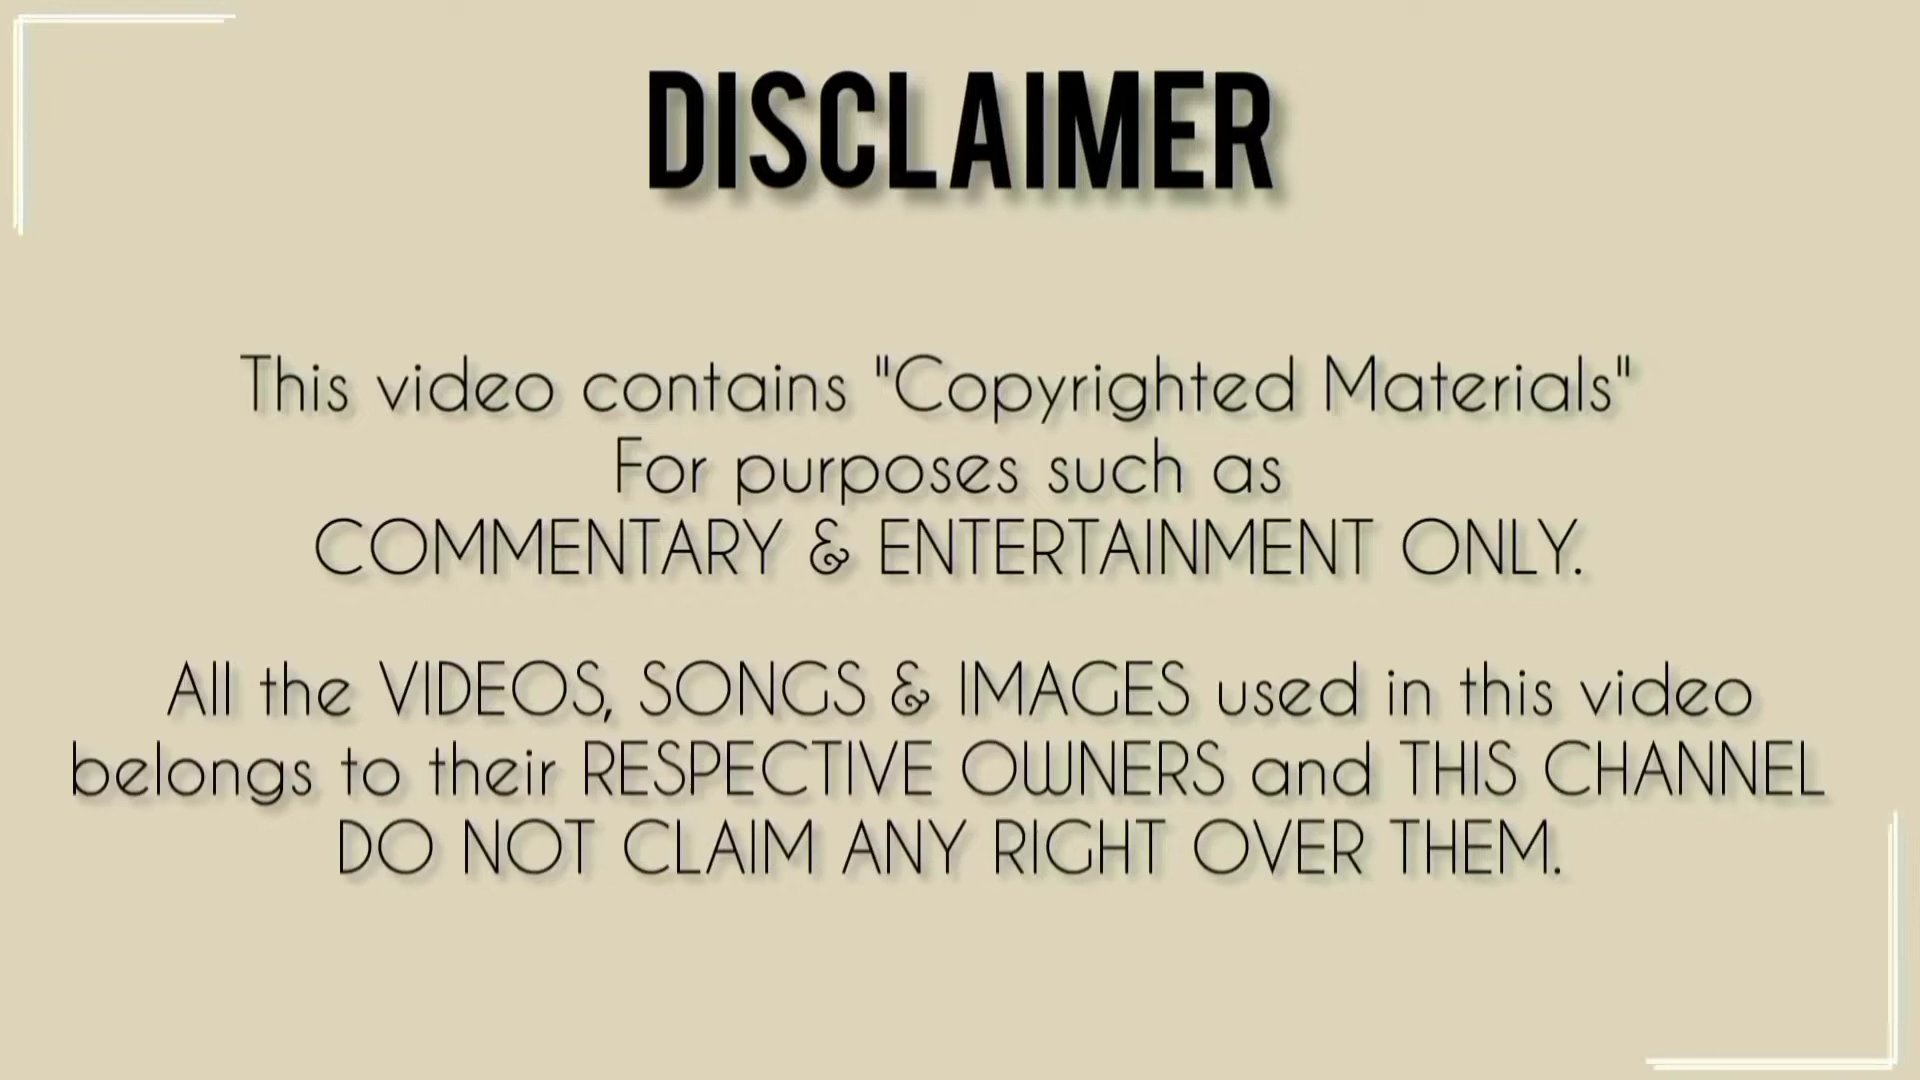 DISCLAIMER
This video contains "Copyrighted Materials"
For purposes such as
COMMENTARY & ENTERTAINMENT ONLY.
All the VIDEOS, SONGS & IMAGES used in this video
belongs to their RESPECTIVE OWNERS and THIS CHANNEL
DO NOT CLAIM ANY RIGHT OVER THEM.